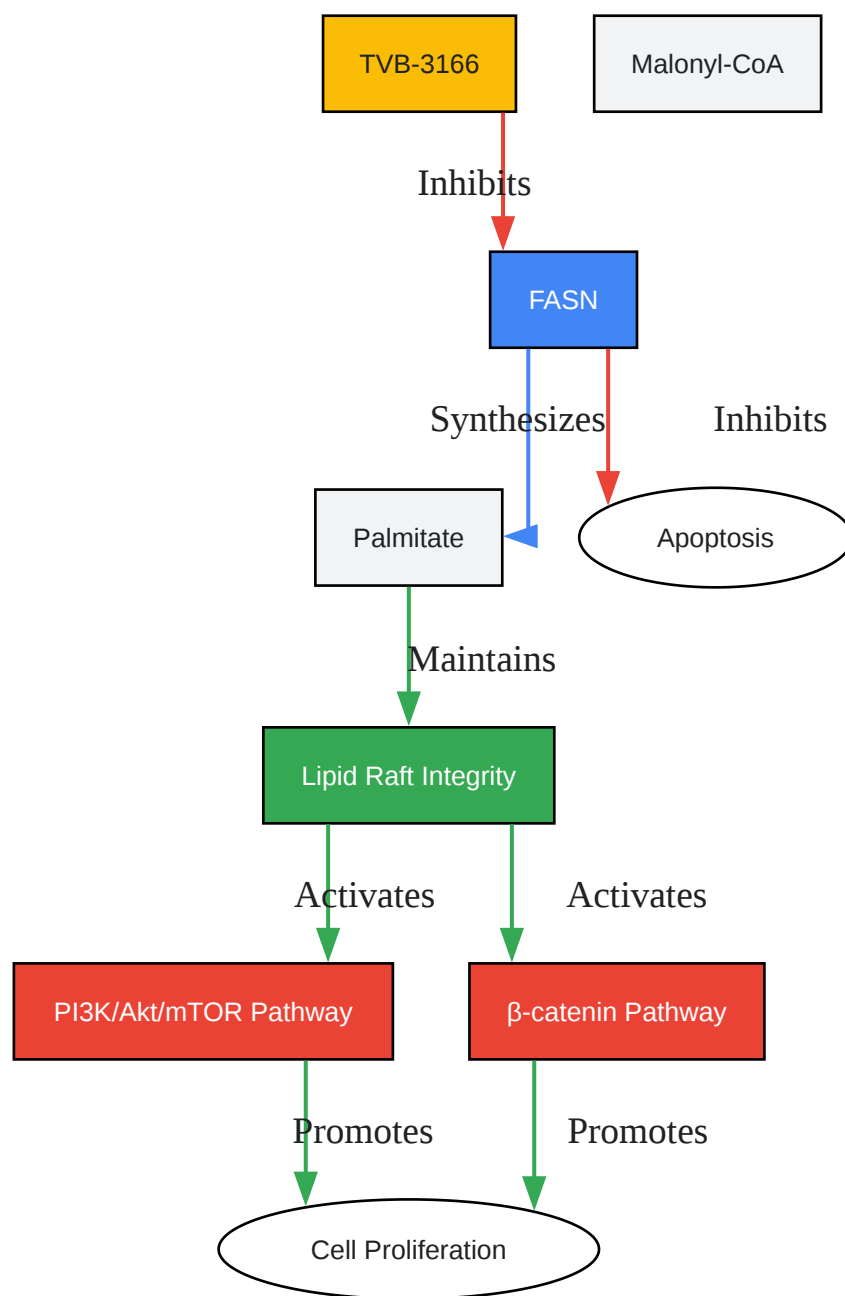 TVB-3166
Malonyl-CoA
Inhibits
FASN
Synthesizes
Inhibits
Palmitate
Apoptosis
Maintains
Lipid Raft Integrity
Activates
Activates
PI3K/Akt/mTOR Pathway
β-catenin Pathway
Promotes
Promotes
Cell Proliferation